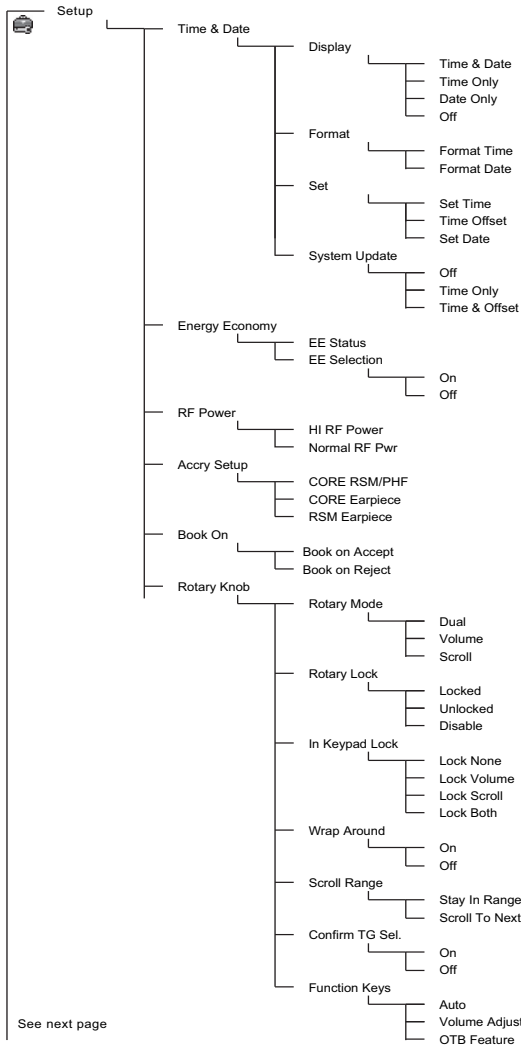 Setup
Time & Date
Display
Time & Date
Time Only
Date Only
Off
Format
Format Time
Format Date
Set
Set Time
Time Offset
Set Date
System Update
Off
Time Only
Time & Offset
Energy Economy
EE Status
EE Selection
On
Off
RF Power
HI RF Power
Normal RF Pwr
Accry Setup
CORE RSM/PHF
CORE Earpiece
RSM Earpiece
Book On
Book on Accept
Book on Reject
Rotary Knob
Rotary Mode
Dual
Volume
Scroll
Rotary Lock
Locked
Unlocked
Disable
In Keypad Lock
Lock None
Lock Volume
Lock Scroll
Lock Both
Wrap Around
On
Off
Scroll Range
Stay In Range
Scroll To Next
Confirm TG Sel.
On
Off
Function Keys
Auto
Volume Adjust
OTB Feature
See next page